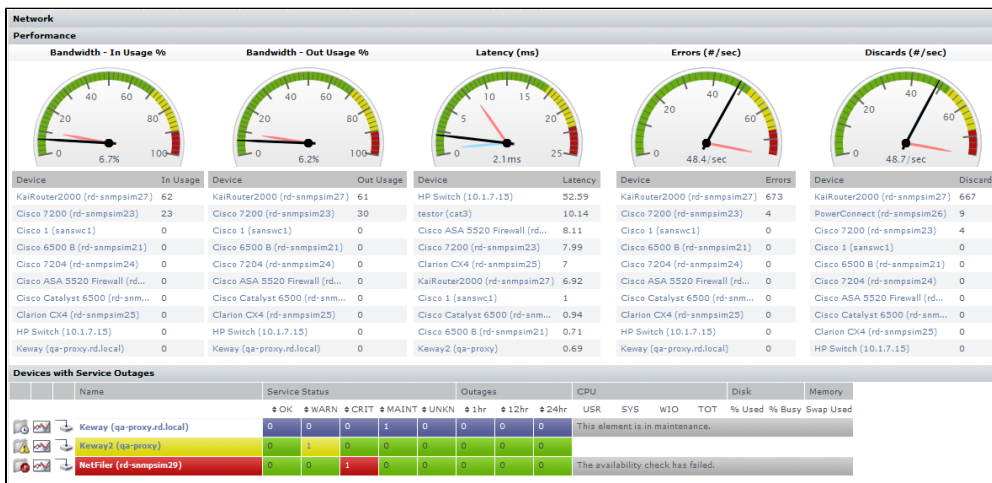 Network
Performance
Bandwidth - In Usage % Bandwidth - Out Usage % Latency (ms) Errors (#/sec) Discards (#/sec)
0 20 40 60 80 100 6.7%
0 20 40 60 80 100 6.2%
0 5 10 15 20 25 2.1ms
0 20 40 60 48.4/sec
0 20 40 60 48.7/sec
Device In Usage Device Out Usage Device Latency Device Errors Device Discard
KaiRouter2000 (rd-snmpsim27) 62 KaiRouter2000 (rd-snmpsim27) 61 HP Switch (10.1.7.15) 52.59 KaiRouter2000 (rd-snmpsim27) 673 KaiRouter2000 (rd-snmpsim27) 667
Cisco 7200 (rd-snmpsim23) 23 Cisco 7200 (rd-snmpsim23) 30 testor (cat3) 10.14 Cisco 7200 (rd-snmpsim23) 4 PowerConnect (rd-snmpsim26) 9
Cisco 1 (sanswc1) 0 Cisco 1 (sanswc1) 0 Cisco ASA 5520 Firewall (rd... 8.11 Cisco 1 (sanswc1) 0 Cisco 7200 (rd-snmpsim23) 4
Cisco 6500 B (rd-snmpsim21) 0 Cisco 6500 B (rd-snmpsim21) 0 Cisco 7200 (rd-snmpsim23) 7.99 Cisco 6500 B (rd-snmpsim21) 0 Cisco 1 (sanswc1) 0
Cisco 7204 (rd-snmpsim24) 0 Cisco 7204 (rd-snmpsim24) 0 Clarion CX4 (rd-snmpsim25) 7 Cisco 7204 (rd-snmpsim24) 0 Cisco 6500 B (rd-snmpsim21) 0
Cisco ASA 5520 Firewall (rd... 0 Cisco ASA 5520 Firewall (rd... 0 KaiRouter2000 (rd-snmpsim27) 6.92 Cisco ASA 5520 Firewall (rd... 0 Cisco 7204 (rd-snmpsim24) 0
Cisco Catalyst 6500 (rd-snm... 0 Cisco Catalyst 6500 (rd-snm... 0 Cisco 1 (sanswc1) 1 Cisco Catalyst 6500 (rd-snm... 0 Cisco ASA 5520 Firewall (rd... 0
Clarion CX4 (rd-snmpsim25) 0 Clarion CX4 (rd-snmpsim25) 0 Cisco Catalyst 6500 (rd-snm... 0.94 Clarion CX4 (rd-snmpsim25) 0 Cisco Catalyst 6500 (rd-snm... 0
HP Switch (10.1.7.15) 0 HP Switch (10.1.7.15) 0 Cisco 6500 B (rd-snmpsim21) 0.71 HP Switch (10.1.7.15) 0 Clarion CX4 (rd-snmpsim25) 0
Keway (qa-proxy.rd.local) 0 Keway (qa-proxy.rd.local) 0 Keway2 (qa-proxy) 0.69 Keway (qa-proxy.rd.local) 0 HP Switch (10.1.7.15) 0
Devices with Service Outages
Name Service Status Outages CPU Disk Memory
OK WARN CRIT MAINT UNKN 1hr 12hr 24hr USR SYS WIO TOT % Used % Busy Swap Used
Keway (qa-proxy.rd.local) 0 0 0 1 0 0 0 0 This element is in maintenance.
Keway2 (qa-proxy) 0 1 0 0 0 0 0 0
NetFiler (rd-snmpsim29) 0 0 1 0 0 0 0 0 The availability check has failed.